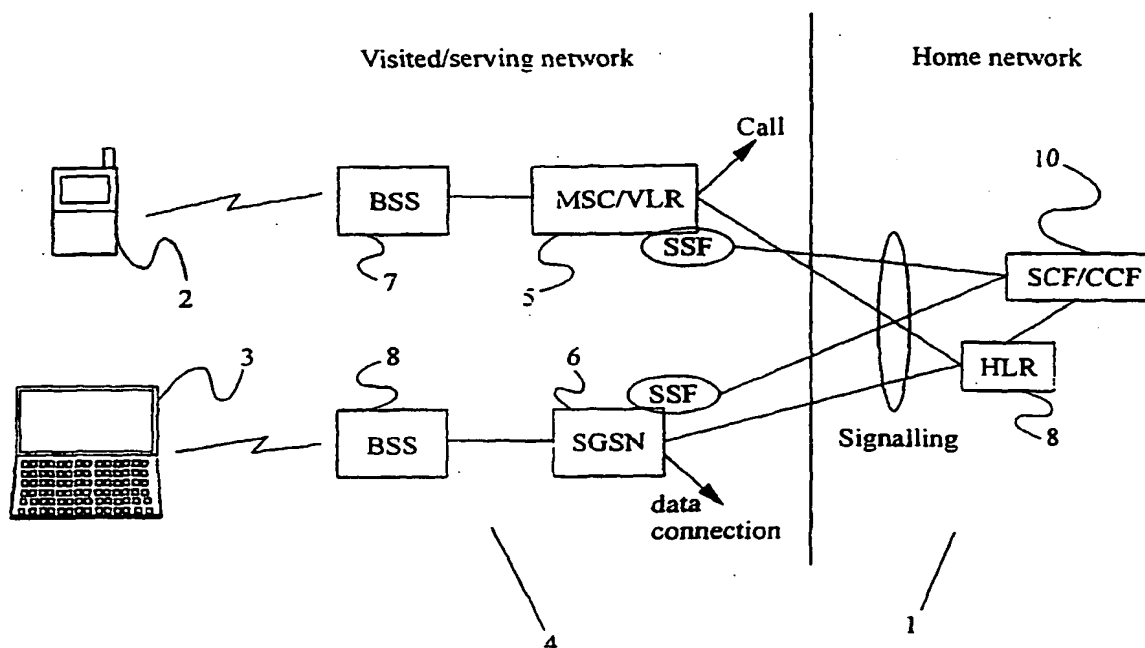 Visited/serving network
Home network
Call
10
BSS
MSC/VLR
SSF
SCF/CCF
2
7
5
3
8
6
SSF
HLR
BSS
SGSN
Signalling
8
data
connection
4
1